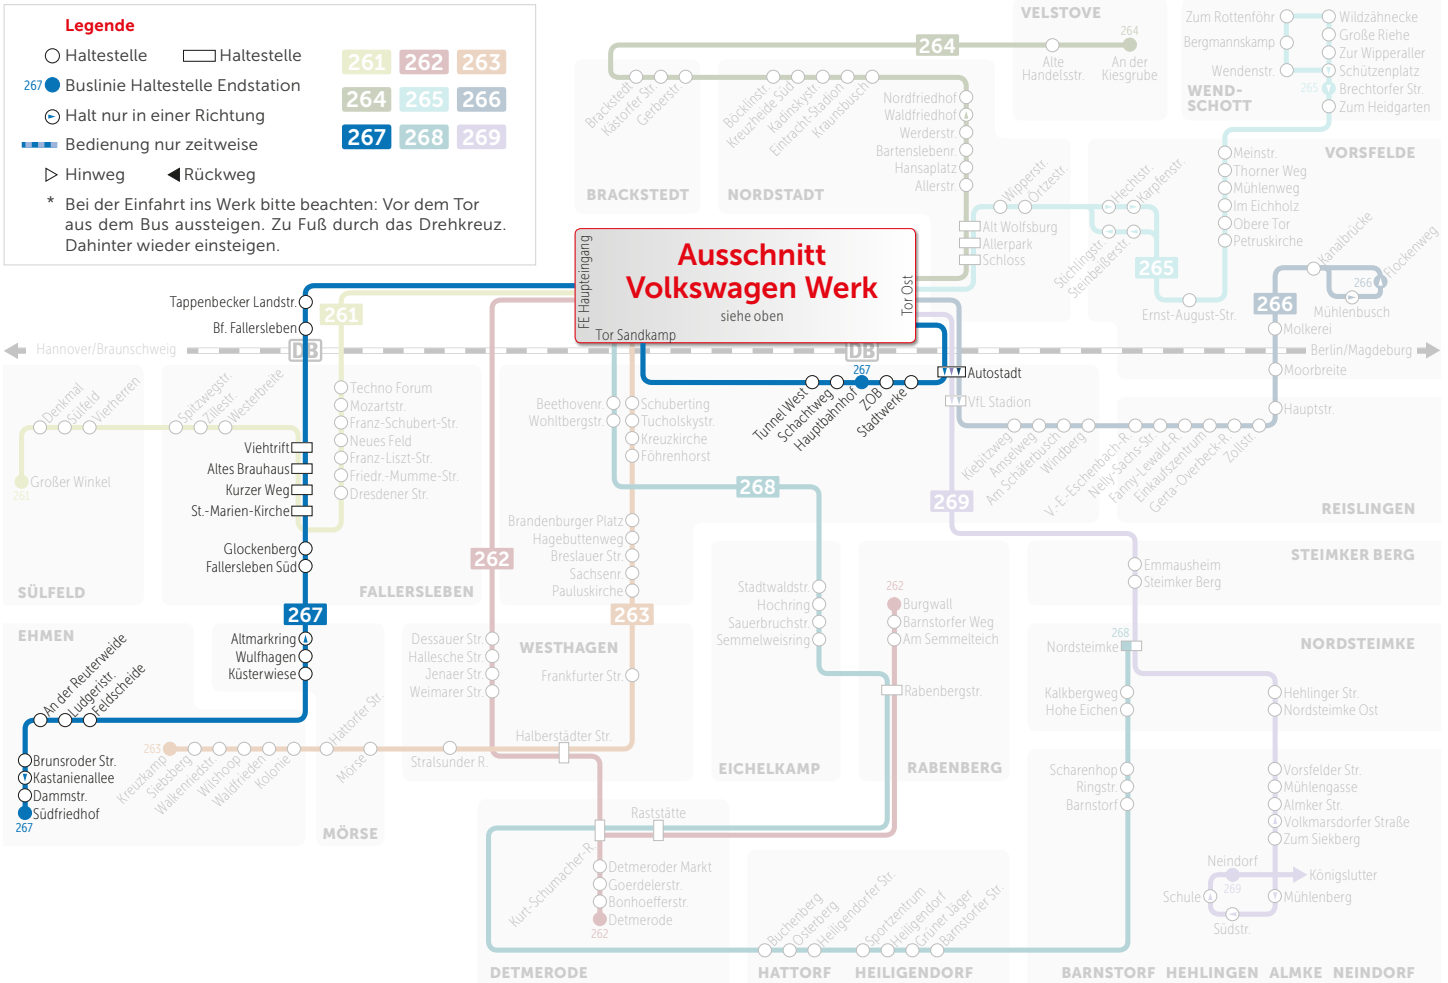 Legende
Haltestelle
Haltestelle
267 Buslinie Haltestelle Endstation
Halt nur in einer Richtung
Bedienung nur zeitweise
Hinweg
Rückweg
* Bei der Einfahrt ins Werk bitte beachten: Vor dem Tor
aus dem Bus aussteigen. Zu Fuß durch das Drehkreuz.
Dahinter wieder einsteigen.
261 262 263
264 265 266
267 268 269
VELSTOVE
264
264
Alte
Handelsstr.
An der
Kiesgrube
Brackstedt
Kästorfer Str.
Gerberstr.
BRACKSTEDT
Böcklinstr.
Kreuzheide Süd
Kadinskystr.
Eintracht-Stadion
Kraunsbusch
NORDSTADT
Nordfriedhof
Waldfriedhof
Werderstr.
Bartenslebenr.
Hansaplatz
Allerstr.
Alt Wolfsburg
Allerpark
Schloss
Wipperstr.
Ortzestr.
Hechtstr.
Karpfenstr.
Stichlingstr.
Steinbeißerstr.
265
Ernst-August-Str.
Zum Rottenföhr
Bergmannskamp
Wendenstr.
WEND-
SCHOTT
Wildzähnecke
Große Riehe
Zur Wipperaller
Schützenplatz
265
Brechtorfer Str.
Zum Heidgarten
VORSFELDE
Meinstr.
Thorner Weg
Mühlenweg
Im Eichholz
Obere Tor
Petruskirche
Kanalbrücke
Flockenweg
266
Mühlenbusch
266
Molkerei
Berlin/Magdeburg
Moorbreite
Hauptstr.
Ausschnitt
Volkswagen Werk
siehe oben
FE Haupteingang
Tor Sandkamp
Tor Ost
Tappenbecker Landstr.
Bf. Fallersleben
261
Hannover/Braunschweig
DB
DB
Denkmal
Sülfeld
Vierherren
Spitzwegstr.
Zillestr.
Westerbreite
Großer Winkel
261
SÜLFELD
Viehtrift
Altes Brauhaus
Kurzer Weg
St.-Marien-Kirche
Glockenberg
Fallersleben Süd
Techno Forum
Mozartstr.
Franz-Schubert-Str.
Neues Feld
Franz-Liszt-Str.
Friedr.-Mumme-Str.
Dresdener Str.
FALLERSLEBEN
262
Beethovenr.
Wohltbergstr.
Schuberting
Tucholskystr.
Kreuzkirche
Föhrenhorst
Brandenburger Platz
Hagebuttenweg
Breslauer Str.
Sachsenr.
Pauluskirche
263
267
Tunnel West
Schachtweg
Hauptbahnhof
ZOB
Stadtwerke
Autostadt
VfL Stadion
Kiebitzweg
Amselweg
Am Schäferbusch
Windberg
V.-E.-Eschenbach-R.
Nelly-Sachs-Str.
Fanny-Lewald-R.
Einkaufszentrum
Gerta-Overbeck-R.
Zollstr.
REISLINGEN
268
269
STEIMKER BERG
Emmausheim
Steimker Berg
Stadtwaldstr.
Hochring
Sauerbruchstr.
Semmelweisring
EICHELKAMP
262
Burgwall
Barnstorfer Weg
Am Semmelteich
Rabenbergstr.
RABENBERG
268
Nordsteimke
NORDSTEIMKE
Kalkbergweg
Hohe Eichen
Hehlinger Str.
Nordsteimke Ost
Scharenhop
Ringstr.
Barnstorf
Vorsfelder Str.
Mühlengasse
Almker Str.
Volkmarsdorfer Straße
Zum Siekberg
Neindorf
269
Königslutter
Schule
Mühlenberg
Südstr.
BARNSTORF HEHLINGEN ALMKE NEINDORF
267
EHMEN
Altmarkring
Wulfhagen
Küsterwiese
An der Reuterweide
Ludgeristr.
Feldscheide
Brunsroder Str.
Kastanienallee
Dammstr.
Südfriedhof
267
263
Kreuzkamp
Siebsberg
Walkenriedstr.
Wilshoop
Waldfrieden
Kolonie
Hattorfer Str.
Mörse
MÖRSE
Stralsunder R.
Dessauer Str.
Hallesche Str.
Jenaer Str.
Weimarer Str.
WESTHAGEN
Frankfurter Str.
Halberstädter Str.
Raststätte
Kurt-Schumacher-R.
Detmeroder Markt
Goerdelerstr.
Bonhoefferstr.
Detmerode
262
DETMERODE
Buchenberg
Osterberg
Heiligendorfer Str.
HATTORF
Sportzentrum
Heiligendorf
Grüner Jäger
Barnstorfer Str.
HEILIGENDORF